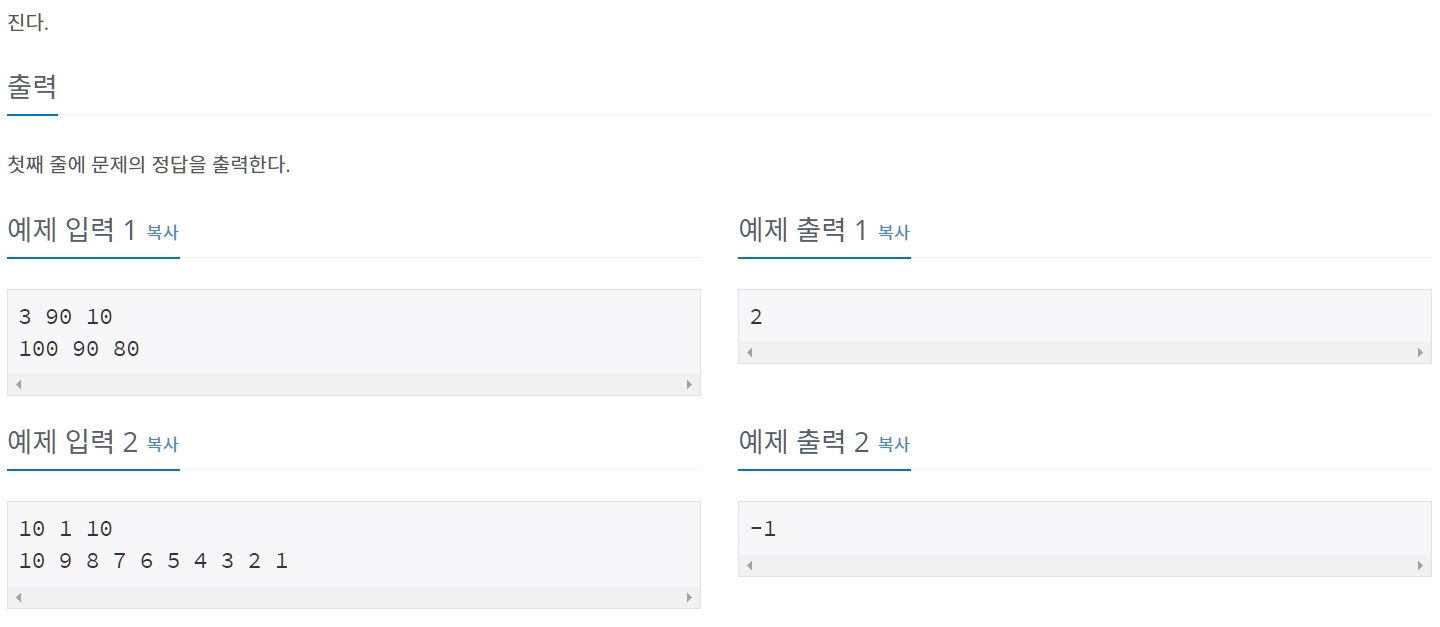 진다.
출력
첫째 줄에 문제의 정답을 출력한다.
예제 입력 1 복사
3 90 10
100 90 80
예제 출력 1 복사
2
예제 입력 2 복사
10 1 10
10 9 8 7 6 5 4 3 2 1
예제 출력 2 복사
-1